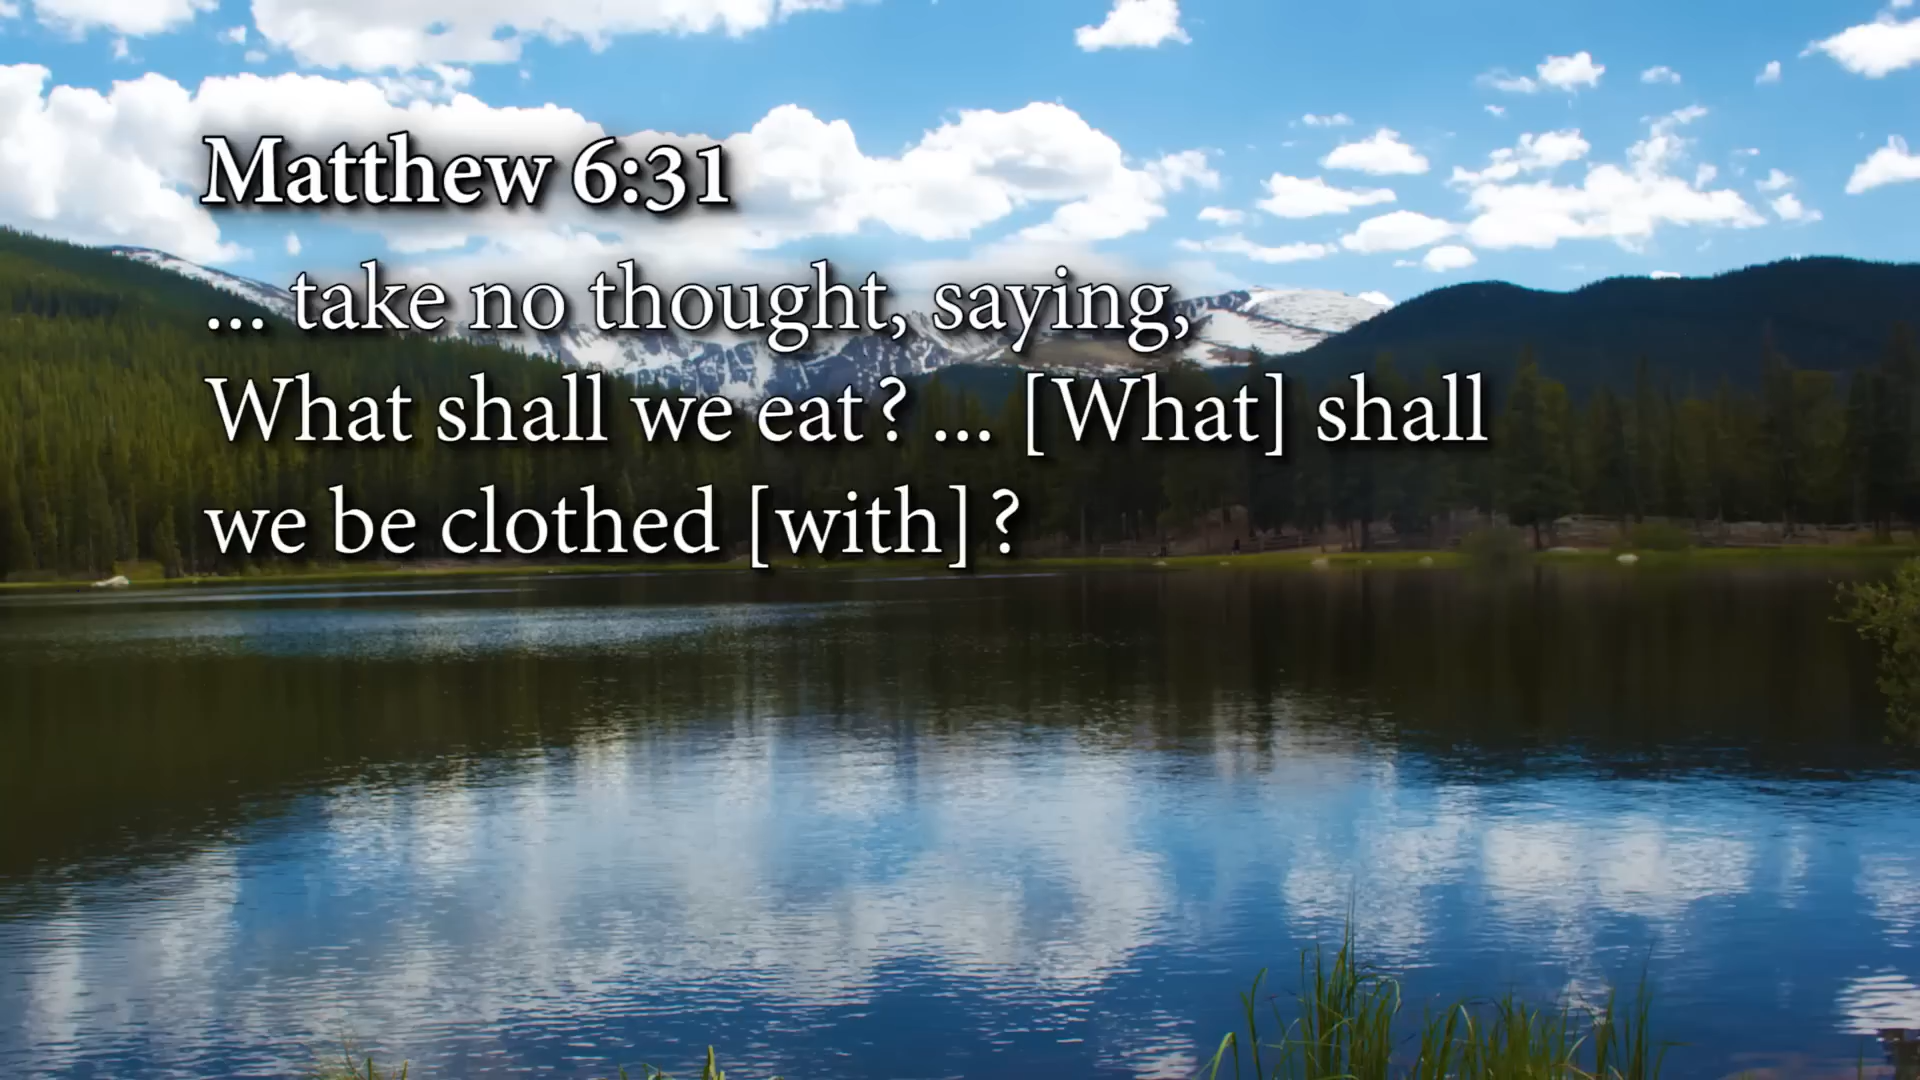 Matthew 6:31
... take no thought, saying,
What shall we eat? ... [What] shall
we be clothed [with]?